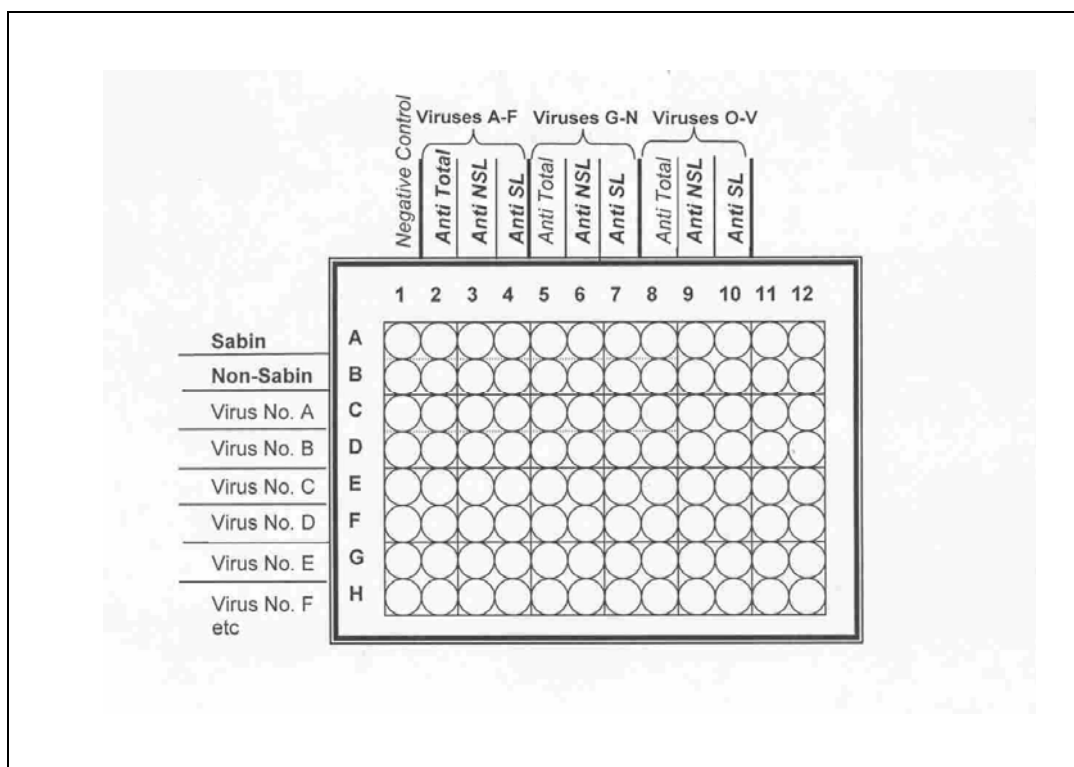 Viruses A-F Viruses G-N Viruses O-V
Negative Control
Anti Total
Anti NSL
Anti SL
Anti Total
Anti NSL
Anti SL
Anti Total
Anti NSL
Anti SL
1 2 3 4 5 6 7 8 9 10 11 12
Sabin A
Non-Sabin B
Virus No. A C
Virus No. B D
Virus No. C E
Virus No. D F
Virus No. E G
Virus No. F H
etc